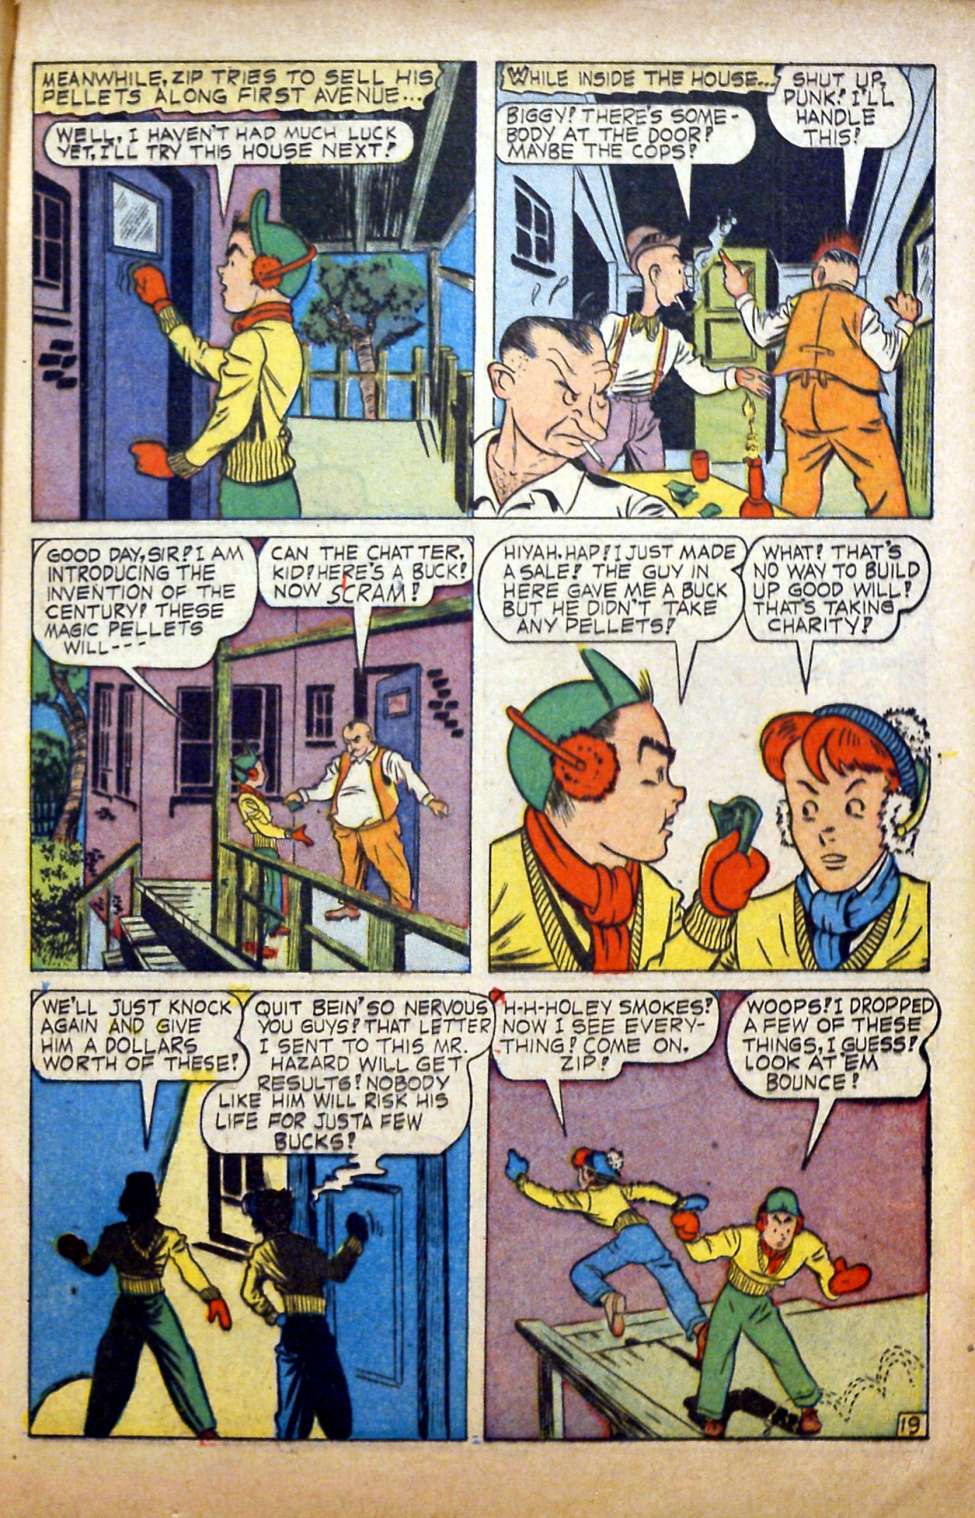 MEANWHILE, ZIP TRIES TO SELL HIS
PELLETS ALONG FIRST AVENUE...
WELL, I HAVEN'T HAD MUCH LUCK
YET, I'LL TRY THIS HOUSE NEXT!
WHILE INSIDE THE HOUSE...
BIGGY! THERE'S SOME-
BODY AT THE DOOR!
MAYBE THE COPS!
SHUT UP,
PUNK! I'LL
HANDLE
THIS!
GOOD DAY, SIR! I AM
INTRODUCING THE
INVENTION OF THE
CENTURY! THESE
MAGIC PELLETS
WILL---
CAN THE CHATTER,
KID! HERE'S A BUCK!
NOW SCRAM!
HIYAH, HAP! I JUST MADE
A SALE! THE GUY IN
HERE GAVE ME A BUCK
BUT HE DIDN'T TAKE
ANY PELLETS!
WHAT! THAT'S
NO WAY TO BUILD
UP GOOD WILL!
THAT'S TAKING
CHARITY!
WE'LL JUST KNOCK
AGAIN AND GIVE
HIM A DOLLARS
WORTH OF THESE!
QUIT BEIN' SO NERVOUS
YOU GUYS! THAT LETTER
I SENT TO THIS MR.
HAZARD WILL GET
RESULTS! NOBODY
LIKE HIM WILL RISK HIS
LIFE FOR JUST A FEW
BUCKS!
H-H-HOLEY SMOKES!
NOW I SEE EVERY-
THING! COME ON,
ZIP!
WOOPS! I DROPPED
A FEW OF THESE
THINGS, I GUESS!
LOOK AT 'EM
BOUNCE!
19